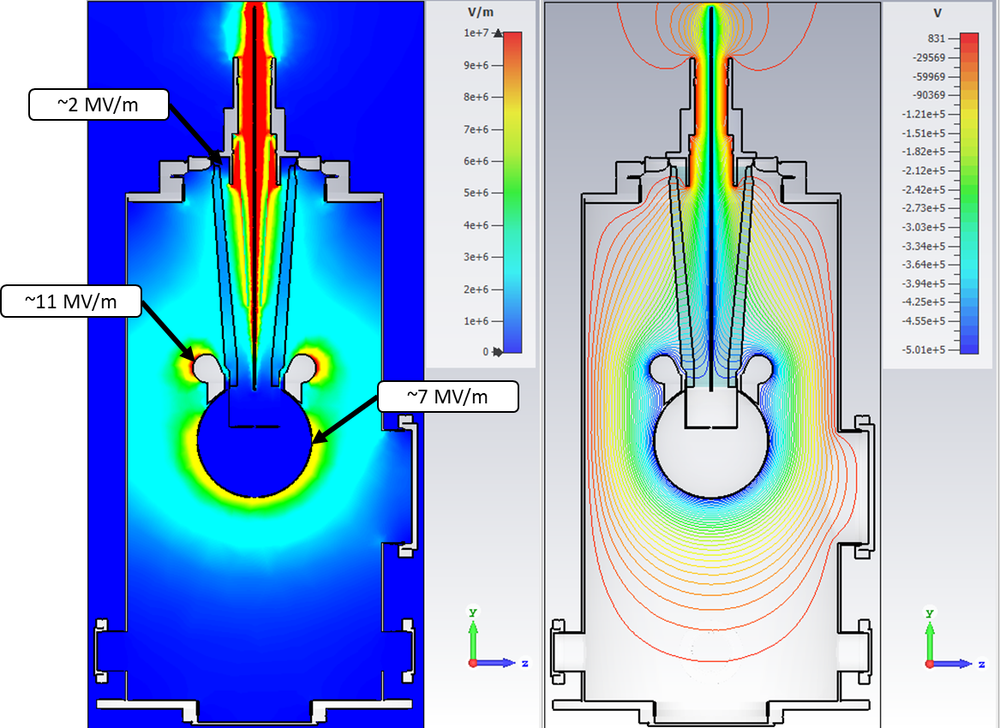 V/m
1e+7
9e+6
8e+6
7e+6
6e+6
5e+6
4e+6
3e+6
2e+6
1e+6
0
~2 MV/m
~11 MV/m
~7 MV/m
y
z
V
831
-29569
-59969
-90369
-1.21e+5
-1.51e+5
-1.82e+5
-2.12e+5
-2.42e+5
-2.73e+5
-3.03e+5
-3.34e+5
-3.64e+5
-3.94e+5
-4.25e+5
-4.55e+5
-5.01e+5
y
z